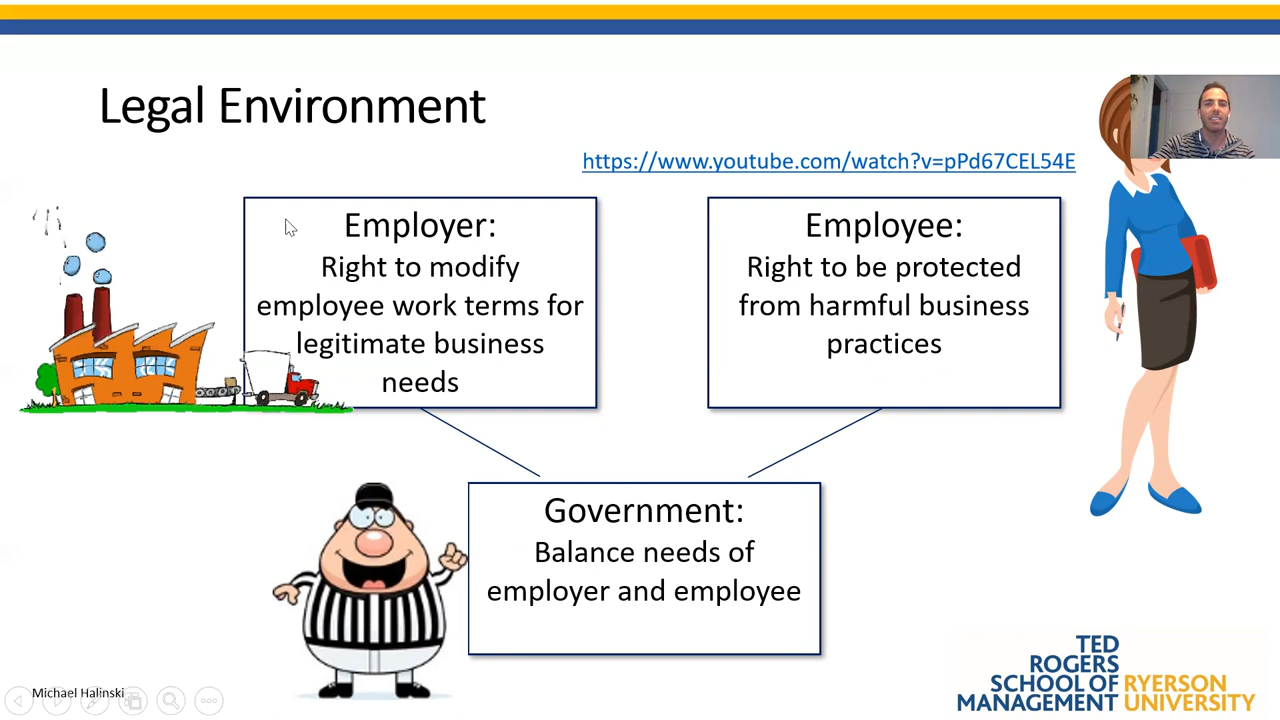 Legal Environment
https://www.youtube.com/watch?v=pPd67CEL54E
Employer:
Right to modify
employee work terms for
legitimate business
needs
Employee:
Right to be protected
from harmful business
practices
Government:
Balance needs of
employer and employee
Michael Halinski
TED
ROGERS
SCHOOL OF RYERSON
MANAGEMENT UNIVERSITY